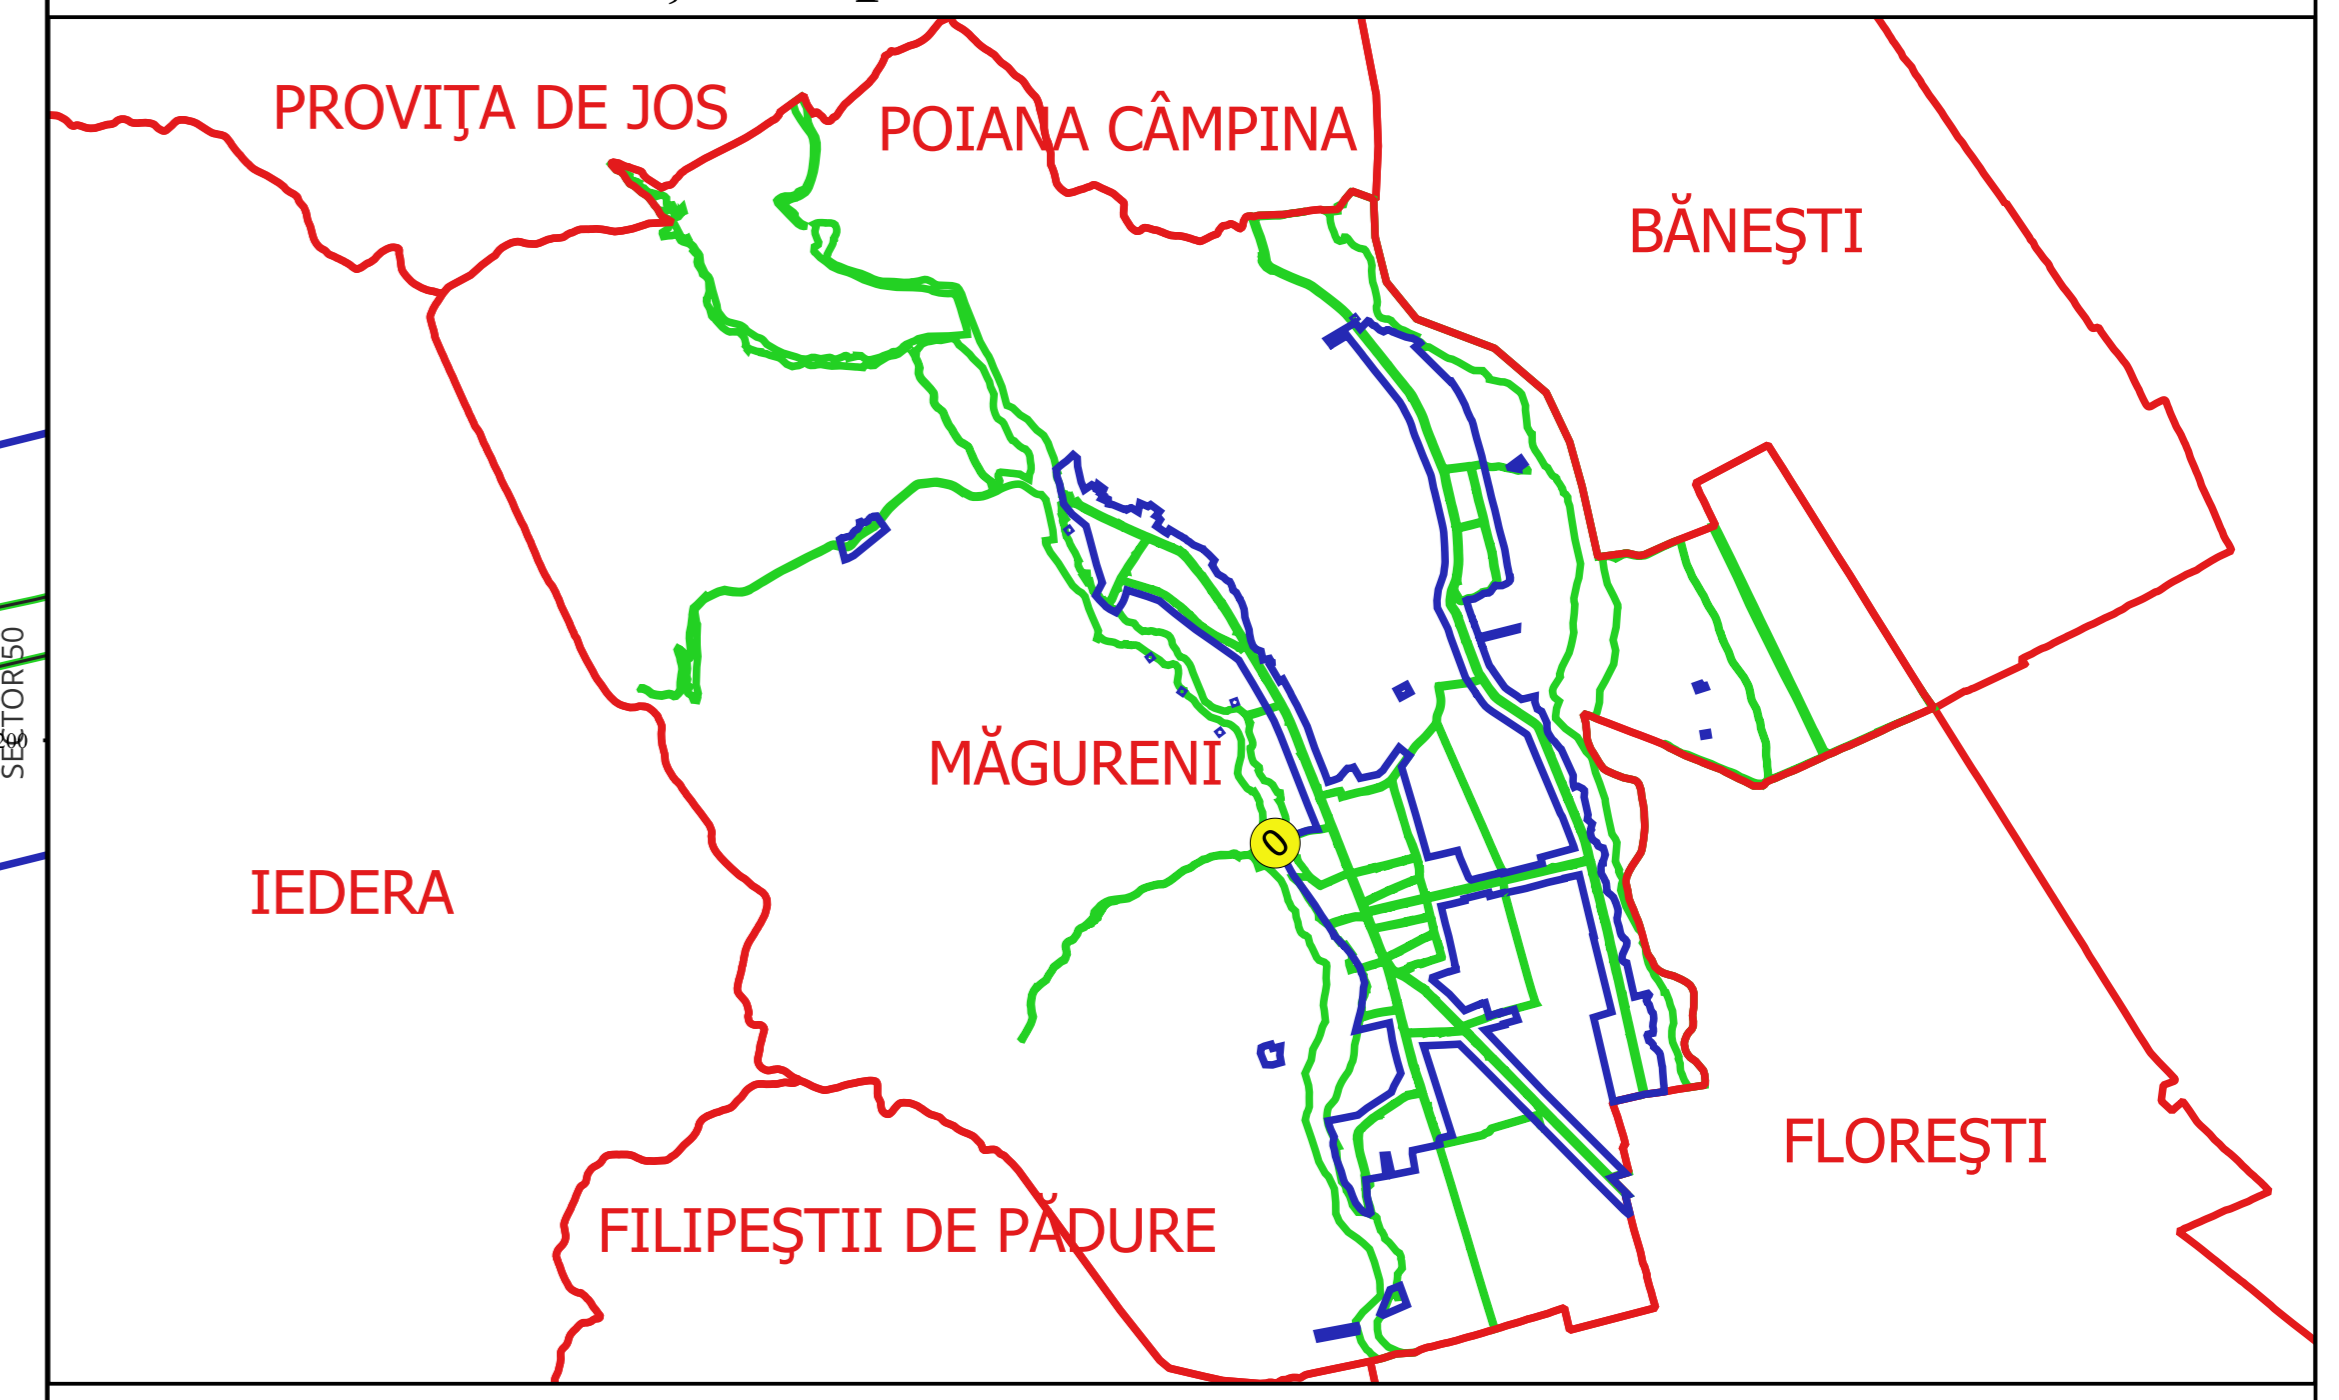 PROVIŢA DE JOS
POIANA CÂMPINA
BĂNEŞTI
SECTOR 50
MĂGURENI
0
IEDERA
FLOREŞTI
FILIPEŞTII DE PĂDURE